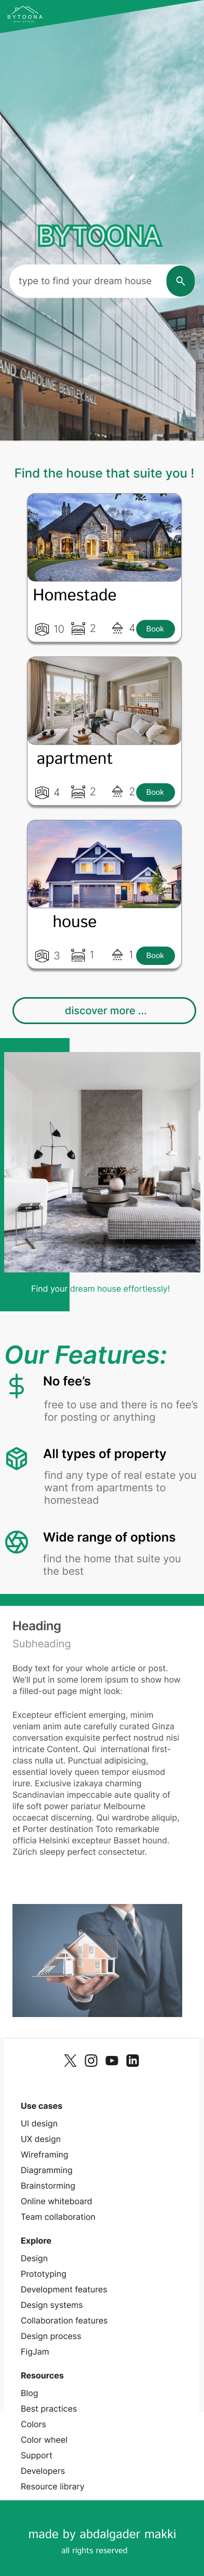 BYTOONA
REAL ESTATE
BYTOONA
type to find your dream house
AND CAROLINE BENTLEY HALL
Find the house that suite you !
Homestade
10 2 4 Book
apartment
4 2 2 Book
house
3 1 1 Book
discover more ...
Find your dream house effortlessly!
Our Features:
No fee’s
free to use and there is no fee’s
for posting or anything
All types of property
find any type of real estate you
want from apartments to
homestead
Wide range of options
find the home that suite you
the best
Heading
Subheading
Body text for your whole article or post.
We’ll put in some lorem ipsum to show how
a filled-out page might look:
Excepteur efficient emerging, minim
veniam anim aute carefully curated Ginza
conversation exquisite perfect nostrud nisi
intricate Content. Qui  international first-
class nulla ut. Punctual adipisicing,
essential lovely queen tempor eiusmod
irure. Exclusive izakaya charming
Scandinavian impeccable aute quality of
life soft power pariatur Melbourne
occaecat discerning. Qui wardrobe aliquip,
et Porter destination Toto remarkable
officia Helsinki excepteur Basset hound.
Zürich sleepy perfect consectetur.
Use cases
UI design
UX design
Wireframing
Diagramming
Brainstorming
Online whiteboard
Team collaboration
Explore
Design
Prototyping
Development features
Design systems
Collaboration features
Design process
FigJam
Resources
Blog
Best practices
Colors
Color wheel
Support
Developers
Resource library
made by abdalgader makki
all rights reserved